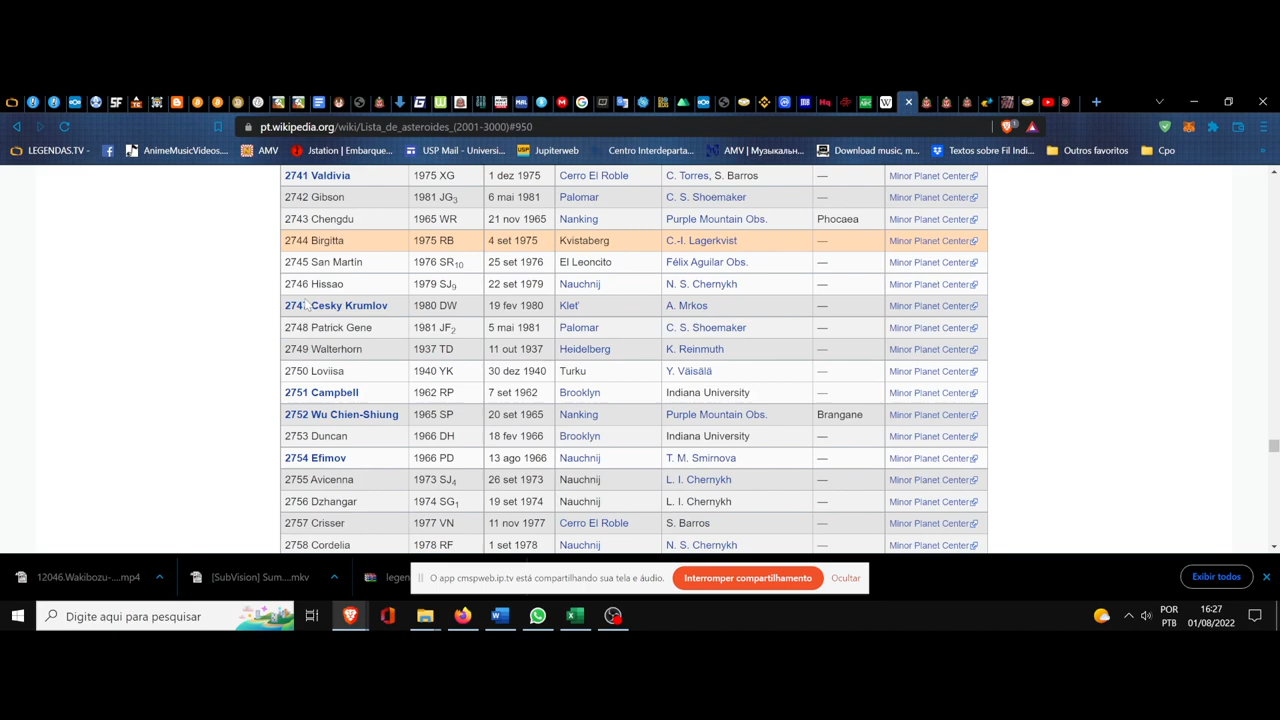 pt.wikipedia.org/wiki/Lista_de_asteroides_(2001-3000)#950
LEGENDAS.TV - AnimeMusicVideos.... AMV Jstation | Embarque... USP Mail - Universi... Jupiterweb Centro Interdeparta... AMV | Музыкальн... Download music, m... Textos sobre Fil Indi... Outros favoritos Cpo
2741 Valdivia 1975 XG 1 dez 1975 Cerro El Roble C. Torres, S. Barros — Minor Planet Center
2742 Gibson 1981 JG3 6 mai 1981 Palomar C. S. Shoemaker — Minor Planet Center
2743 Chengdu 1965 WR 21 nov 1965 Nanking Purple Mountain Obs. Phocaea Minor Planet Center
2744 Birgitta 1975 RB 4 set 1975 Kvistaberg C.-I. Lagerkvist — Minor Planet Center
2745 San Martín 1976 SR10 25 set 1976 El Leoncito Félix Aguilar Obs. — Minor Planet Center
2746 Hissao 1979 SJ9 22 set 1979 Nauchnij N. S. Chernykh — Minor Planet Center
2747 Cesky Krumlov 1980 DW 19 fev 1980 Kleť A. Mrkos — Minor Planet Center
2748 Patrick Gene 1981 JF2 5 mai 1981 Palomar C. S. Shoemaker — Minor Planet Center
2749 Walterhorn 1937 TD 11 out 1937 Heidelberg K. Reinmuth — Minor Planet Center
2750 Loviisa 1940 YK 30 dez 1940 Turku Y. Väisälä — Minor Planet Center
2751 Campbell 1962 RP 7 set 1962 Brooklyn Indiana University — Minor Planet Center
2752 Wu Chien-Shiung 1965 SP 20 set 1965 Nanking Purple Mountain Obs. Brangane Minor Planet Center
2753 Duncan 1966 DH 18 fev 1966 Brooklyn Indiana University — Minor Planet Center
2754 Efimov 1966 PD 13 ago 1966 Nauchnij T. M. Smirnova — Minor Planet Center
2755 Avicenna 1973 SJ4 26 set 1973 Nauchnij L. I. Chernykh — Minor Planet Center
2756 Dzhangar 1974 SG1 19 set 1974 Nauchnij L. I. Chernykh — Minor Planet Center
2757 Crisser 1977 VN 11 nov 1977 Cerro El Roble S. Barros — Minor Planet Center
2758 Cordelia 1978 RF 1 set 1978 Nauchnij N. S. Chernykh — Minor Planet Center
12046.Wakibozu-....mp4 [SubVision] Sum....mkv legen
O app cmspweb.ip.tv está compartilhando sua tela e áudio. Interromper compartilhamento Ocultar
Exibir todos
Digite aqui para pesquisar
POR
PTB
16:27
01/08/2022